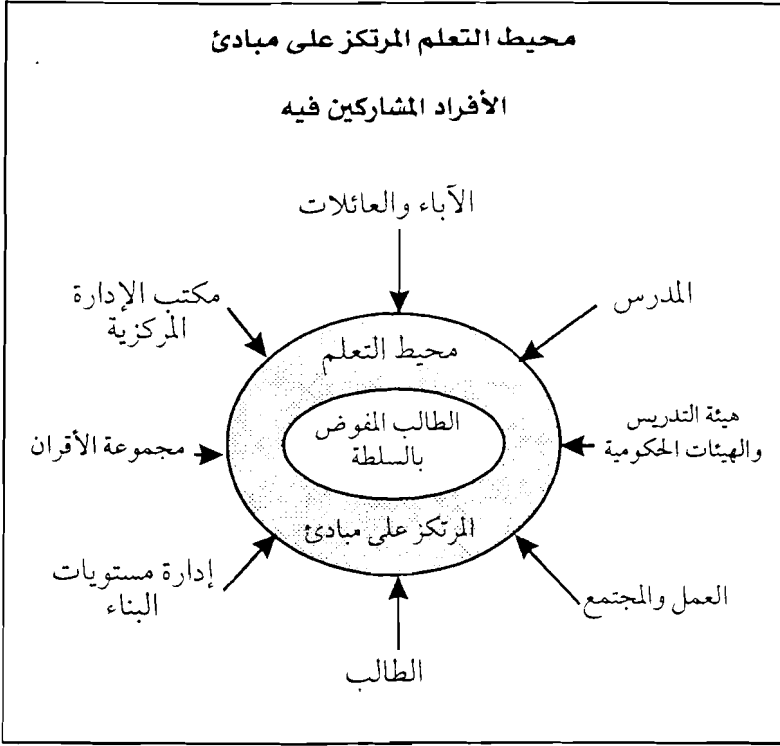 محيط التعلم المرتكز على مبادئ
الأفراد المشاركين فيه
الآباء والعائلات
المدرس
مكتب الإدارة
المركزية
محيط التعلم
الطالب المفوض
بالسلطة
هيئة التدريس
والهيئات الحكومية
مجموعة الأقران
المرتكز على مبادئ
إدارة مستويات
البناء
العمل والمجتمع
الطالب